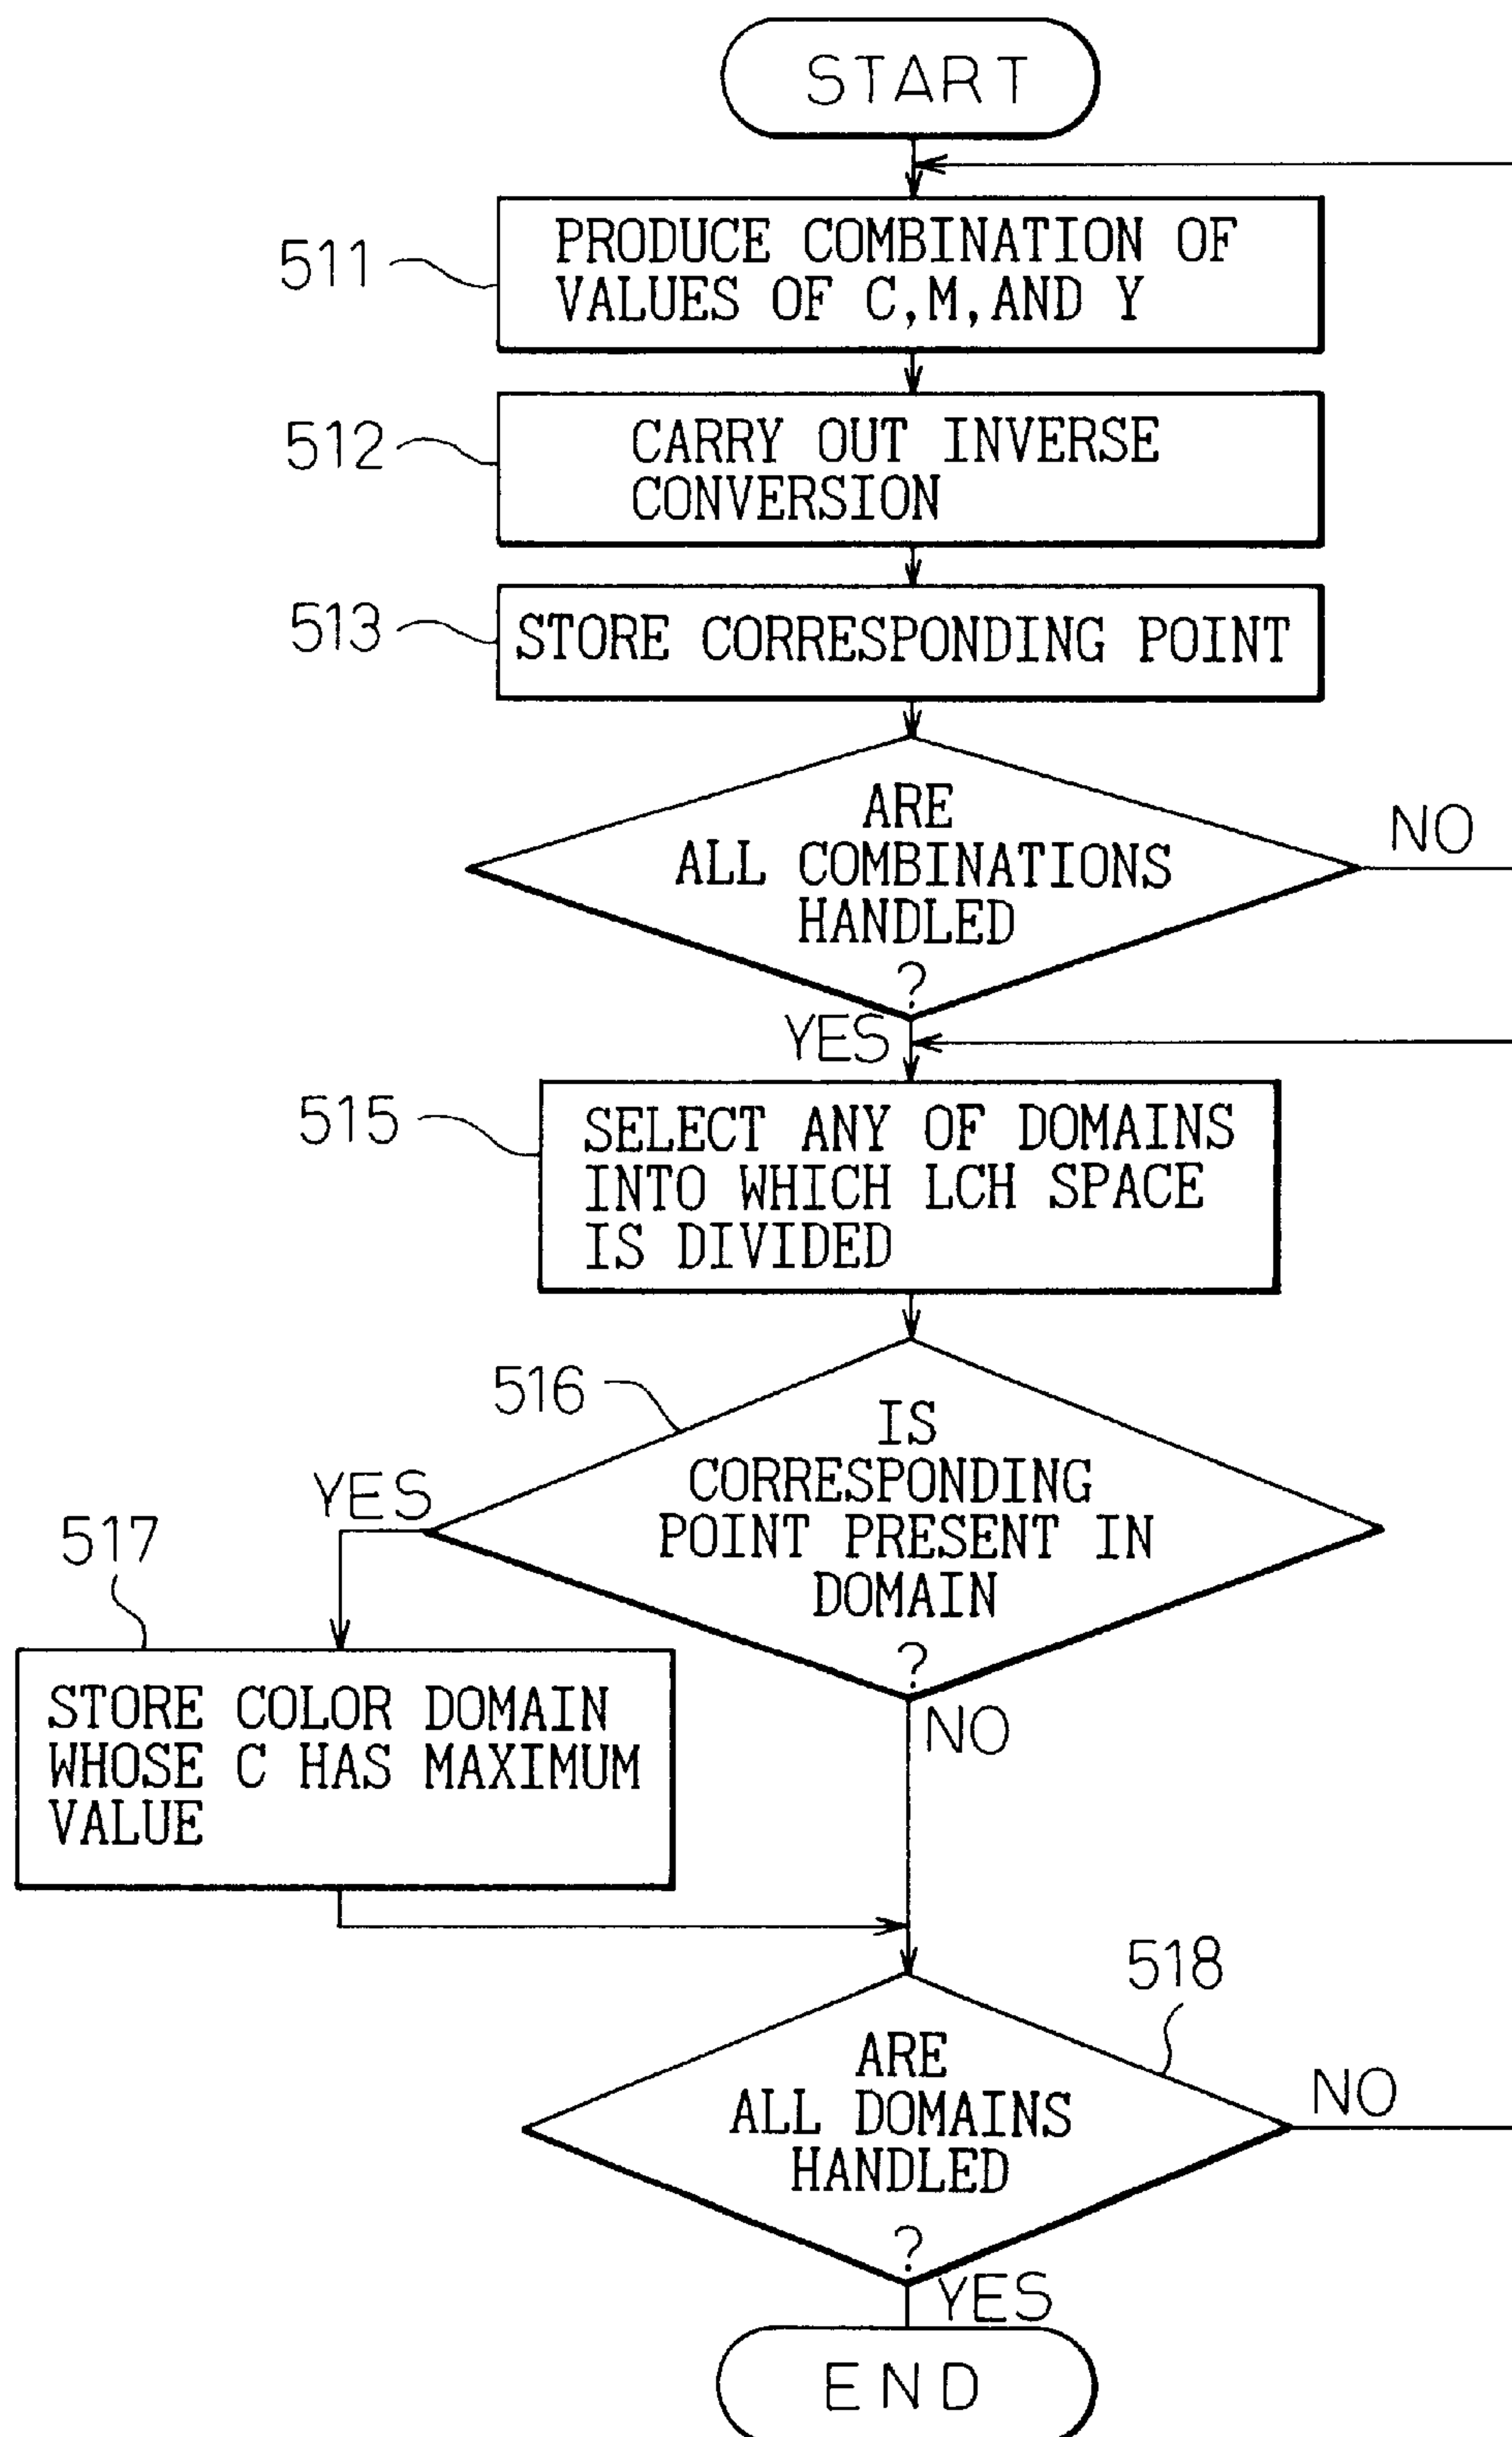 START
511
PRODUCE COMBINATION OF
VALUES OF C,M,AND Y
512
CARRY OUT INVERSE
CONVERSION
513
STORE CORRESPONDING POINT
ARE
ALL COMBINATIONS
HANDLED
?
NO
YES
515
SELECT ANY OF DOMAINS
INTO WHICH LCH SPACE
IS DIVIDED
516
IS
CORRESPONDING
POINT PRESENT IN
DOMAIN
?
YES
NO
517
STORE COLOR DOMAIN
WHOSE C HAS MAXIMUM
VALUE
518
ARE
ALL DOMAINS
HANDLED
?
NO
YES
END